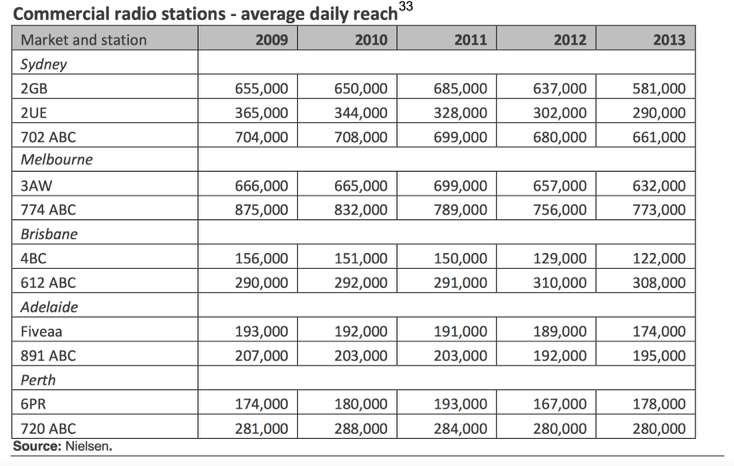 Commercial radio stations - average daily reach33
Market and station 2009 2010 2011 2012 2013
Sydney
2GB 655,000 650,000 685,000 637,000 581,000
2UE 365,000 344,000 328,000 302,000 290,000
702 ABC 704,000 708,000 699,000 680,000 661,000
Melbourne
3AW 666,000 665,000 699,000 657,000 632,000
774 ABC 875,000 832,000 789,000 756,000 773,000
Brisbane
4BC 156,000 151,000 150,000 129,000 122,000
612 ABC 290,000 292,000 291,000 310,000 308,000
Adelaide
Fiveaa 193,000 192,000 191,000 189,000 174,000
891 ABC 207,000 203,000 203,000 192,000 195,000
Perth
6PR 174,000 180,000 193,000 167,000 178,000
720 ABC 281,000 288,000 284,000 280,000 280,000
Source: Nielsen.